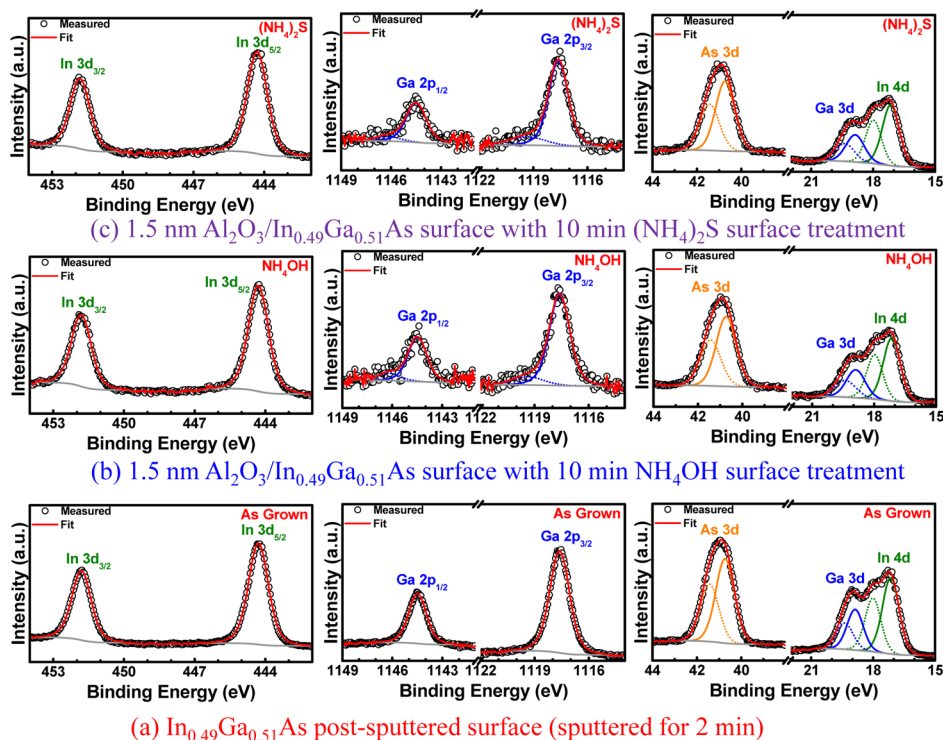 Measured
Fit
(NH4)2S
In 3d3/2
In 3d5/2
Intensity (a.u.)
453 450 447 444
Binding Energy (eV)
Measured
Fit
(NH4)2S
Ga 2p1/2
Ga 2p3/2
Intensity (a.u.)
1149 1146 1143 1122 1119 1116
Binding Energy (eV)
Measured
Fit
(NH4)2S
As 3d
Ga 3d
In 4d
Intensity (a.u.)
44 40 21 18 15
Binding Energy (eV)
(c) 1.5 nm Al2O3/In0.49Ga0.51As surface with 10 min (NH4)2S surface treatment
Measured
Fit
NH4OH
In 3d3/2
In 3d5/2
Intensity (a.u.)
453 450 447 444
Binding Energy (eV)
Measured
Fit
NH4OH
Ga 2p1/2
Ga 2p3/2
Intensity (a.u.)
1149 1146 1143 1122 1119 1116
Binding Energy (eV)
Measured
Fit
NH4OH
As 3d
Ga 3d
In 4d
Intensity (a.u.)
44 40 21 18 15
Binding Energy (eV)
(b) 1.5 nm Al2O3/In0.49Ga0.51As surface with 10 min NH4OH surface treatment
Measured
Fit
As Grown
In 3d3/2
In 3d5/2
Intensity (a.u.)
453 450 447 444
Binding Energy (eV)
Measured
Fit
As Grown
Ga 2p1/2
Ga 2p3/2
Intensity (a.u.)
1149 1146 1143 1122 1119 1116
Binding Energy (eV)
Measured
Fit
As Grown
As 3d
Ga 3d
In 4d
Intensity (a.u.)
44 40 21 18 15
Binding Energy (eV)
(a) In0.49Ga0.51As post-sputtered surface (sputtered for 2 min)